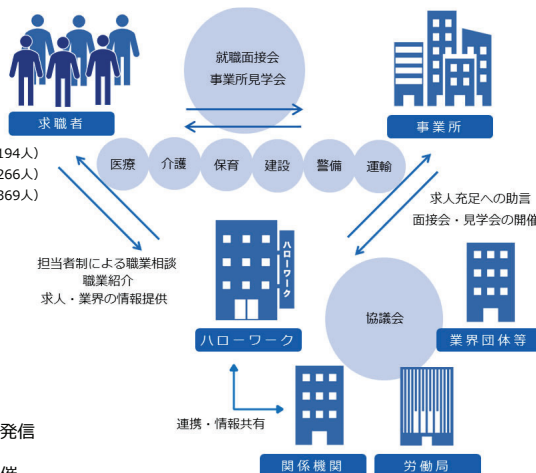 就職面接会
事業所見学会
求職者
事業所
194人）
266人）
869人）
医療
介護
保育
建設
警備
運輸
求人充足への助言
面接会・見学会の開催
担当者制による職業相談
職業紹介
求人・業界の情報提供
ハローワーク
ハローワーク
協議会
業界団体等
連携・情報共有
発信
関係機関
労働局
催